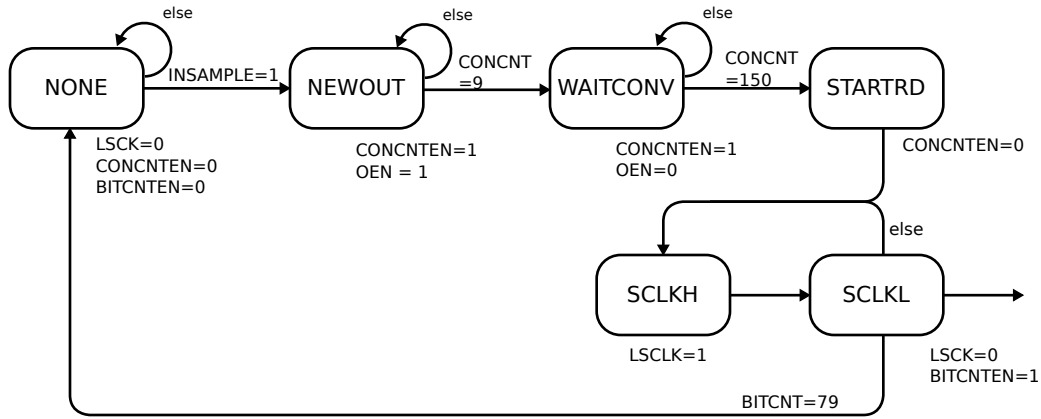 else
else
else
NONE
INSAMPLE=1
NEWOUT
CONCNT
=9
WAITCONV
CONCNT
=150
STARTRD
LSCK=0
CONCNTEN=0
BITCNTEN=0
CONCNTEN=1
OEN = 1
CONCNTEN=1
OEN=0
CONCNTEN=0
else
SCLKH
SCLKL
LSCLK=1
LSCK=0
BITCNTEN=1
BITCNT=79